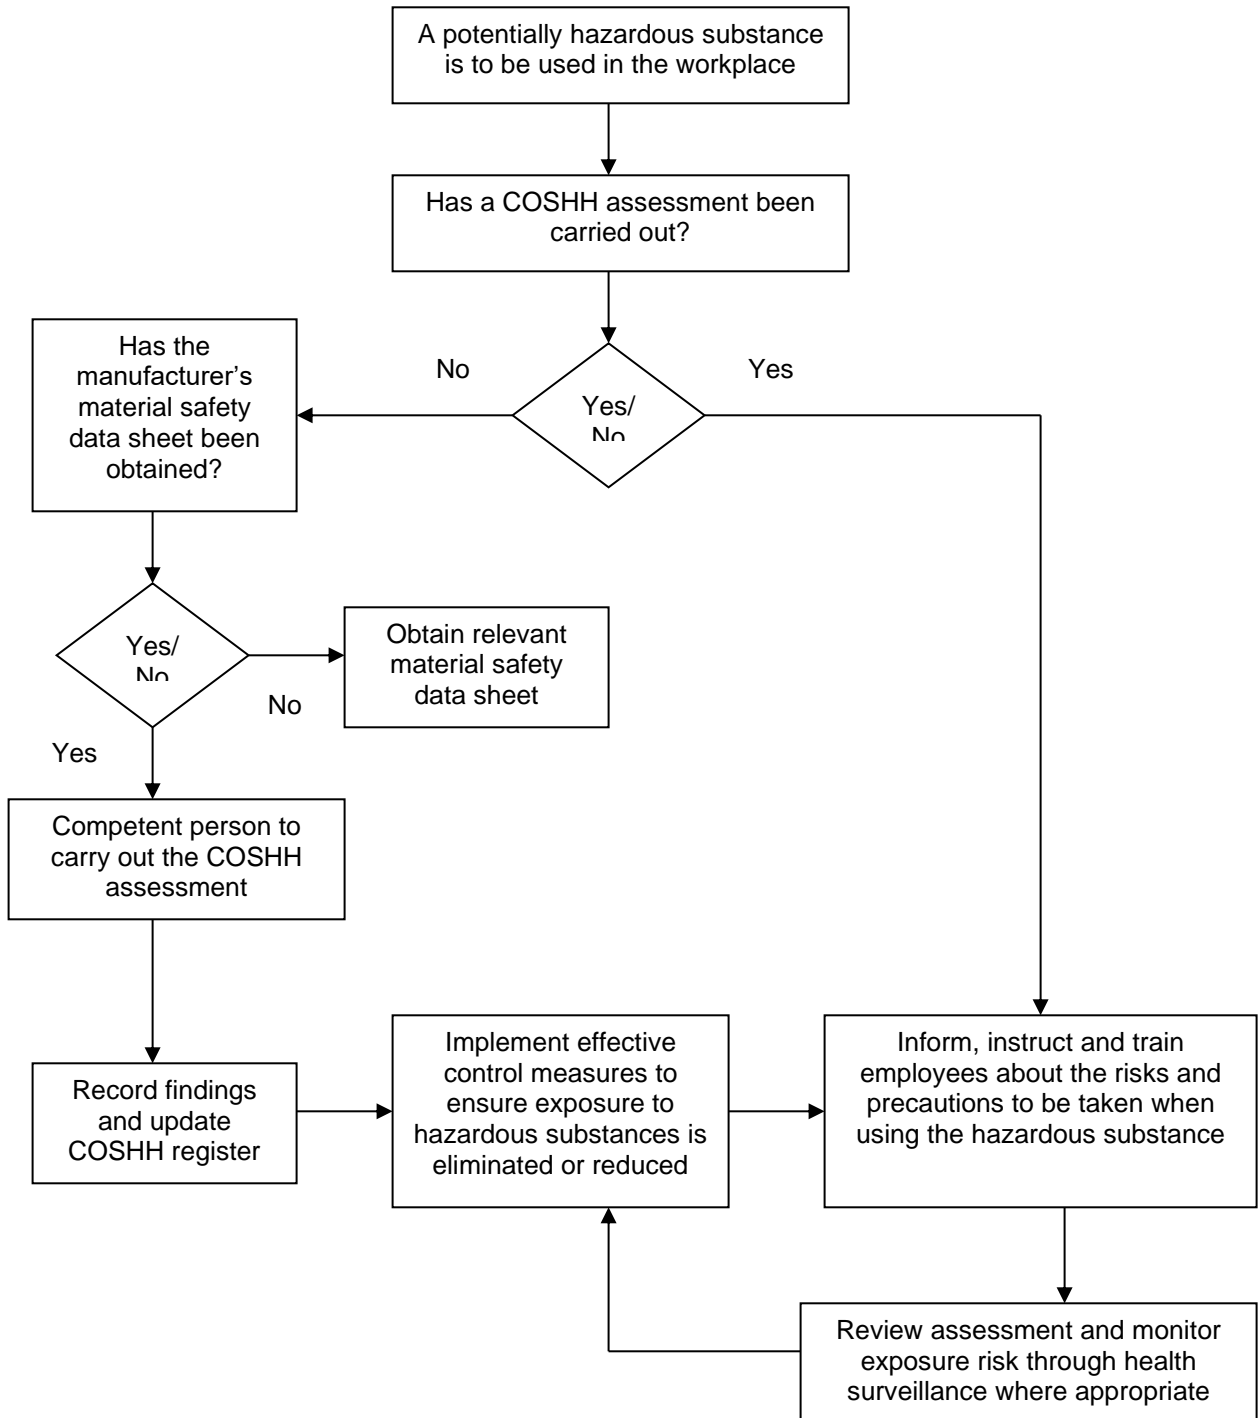 A potentially hazardous substance
is to be used in the workplace
Has a COSHH assessment been
carried out?
Has the
manufacturer’s
material safety
data sheet been
obtained?
No
Yes
Yes/
No
Yes/
No
Obtain relevant
material safety
data sheet
No
Yes
Competent person to
carry out the COSHH
assessment
Record findings
and update
COSHH register
Implement effective
control measures to
ensure exposure to
hazardous substances is
eliminated or reduced
Inform, instruct and train
employees about the risks and
precautions to be taken when
using the hazardous substance
Review assessment and monitor
exposure risk through health
surveillance where appropriate